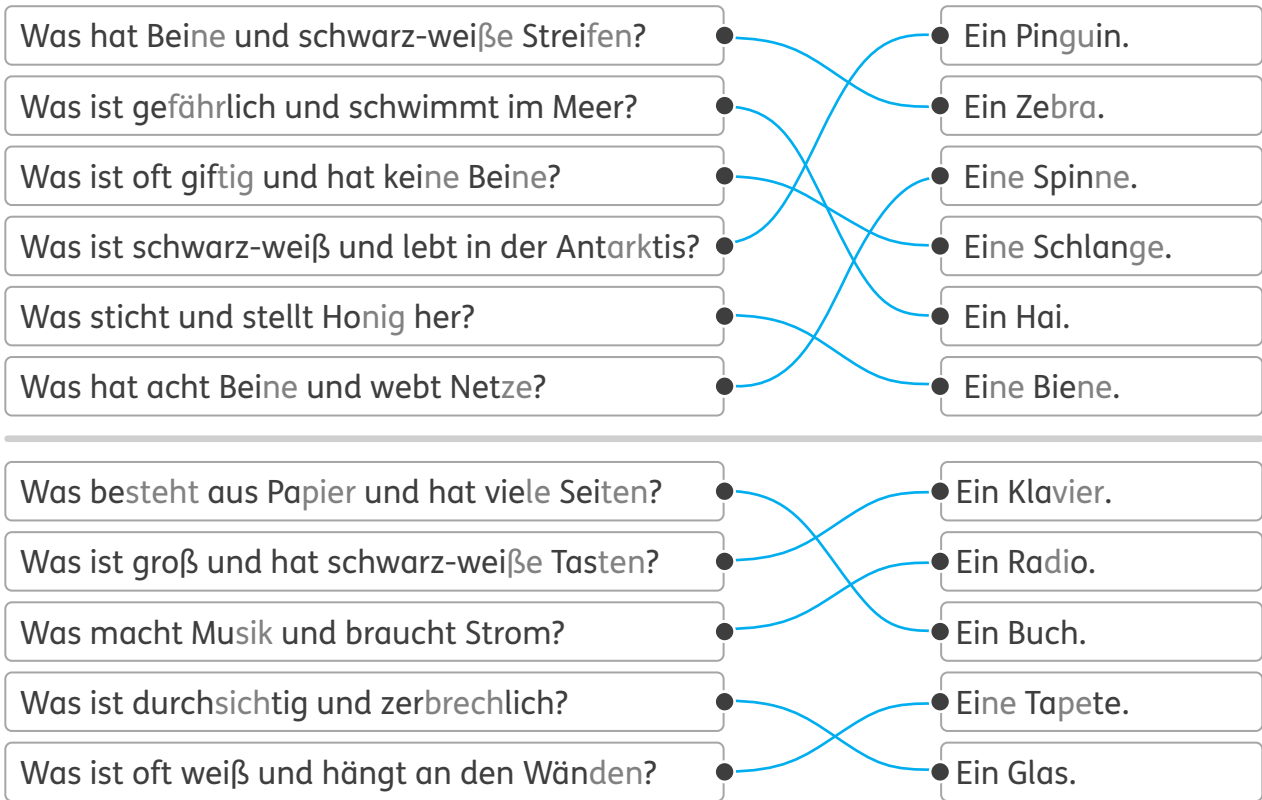 Was hat Beine und schwarz-weiße Streifen? Ein Pinguin.
Was ist gefährlich und schwimmt im Meer? Ein Zebra.
Was ist oft giftig und hat keine Beine? Eine Spinne.
Was ist schwarz-weiß und lebt in der Antarktis? Eine Schlange.
Was sticht und stellt Honig her? Ein Hai.
Was hat acht Beine und webt Netze? Eine Biene.
Was besteht aus Papier und hat viele Seiten? Ein Klavier.
Was ist groß und hat schwarz-weiße Tasten? Ein Radio.
Was macht Musik und braucht Strom? Ein Buch.
Was ist durchsichtig und zerbrechlich? Eine Tapete.
Was ist oft weiß und hängt an den Wänden? Ein Glas.